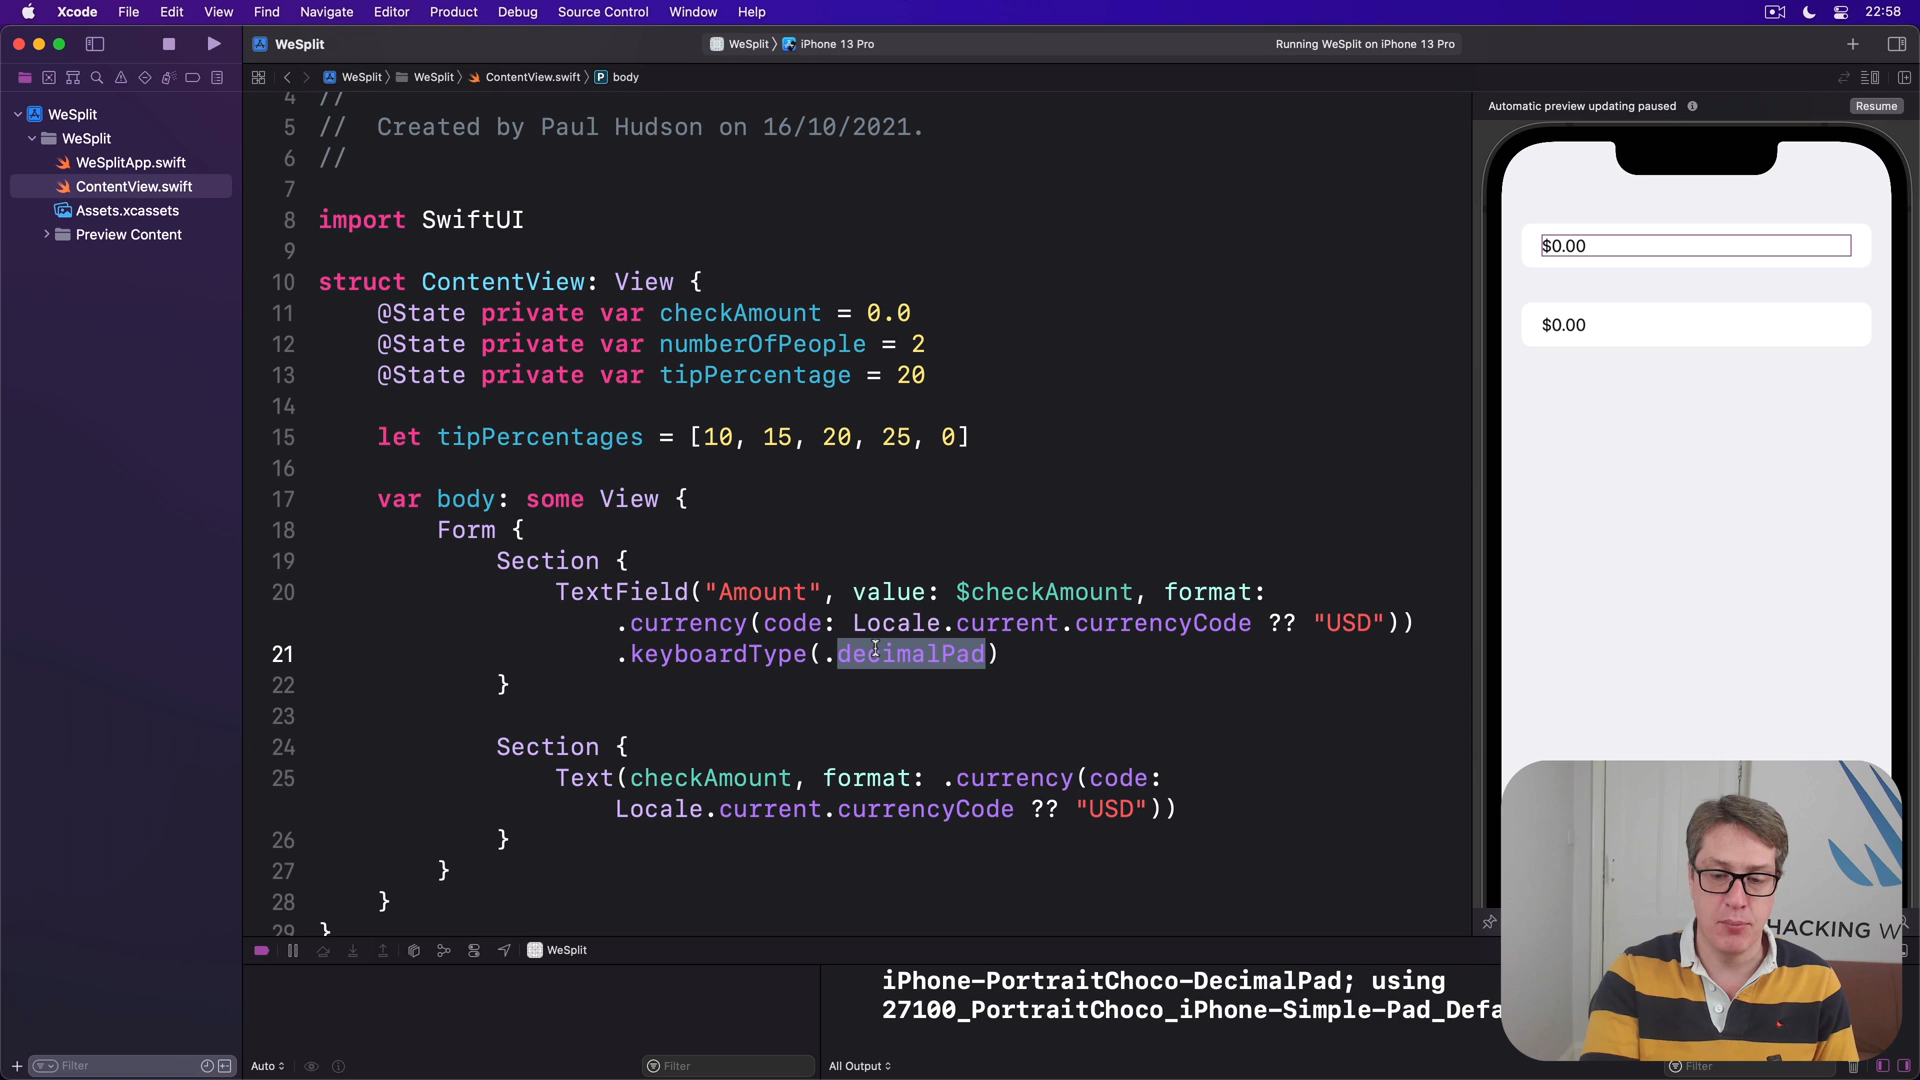 Xcode File Edit View Find Navigate Editor Product Debug Source Control Window Help 22:58
WeSplit WeSplit iPhone 13 Pro Running WeSplit on iPhone 13 Pro
WeSplit WeSplit ContentView.swift P body
WeSplit
WeSplit
WeSplitApp.swift
ContentView.swift
Assets.xcassets
Preview Content
4 //
5 // Created by Paul Hudson on 16/10/2021.
6 //
7
8 import SwiftUI
9
10 struct ContentView: View {
11 @State private var checkAmount = 0.0
12 @State private var numberOfPeople = 2
13 @State private var tipPercentage = 20
14
15 let tipPercentages = [10, 15, 20, 25, 0]
16
17 var body: some View {
18 Form {
19 Section {
20 TextField("Amount", value: $checkAmount, format:
.currency(code: Locale.current.currencyCode ?? "USD"))
21 .keyboardType(.decimalPad)
22 }
23
24 Section {
25 Text(checkAmount, format: .currency(code:
Locale.current.currencyCode ?? "USD"))
26 }
27 }
28 }
29 }
Automatic preview updating paused Resume
$0.00
$0.00
HACKING W
WeSplit
iPhone-PortraitChoco-DecimalPad; using
27100_PortraitChoco_iPhone-Simple-Pad_Defa
Filter Auto Filter All Output Filter